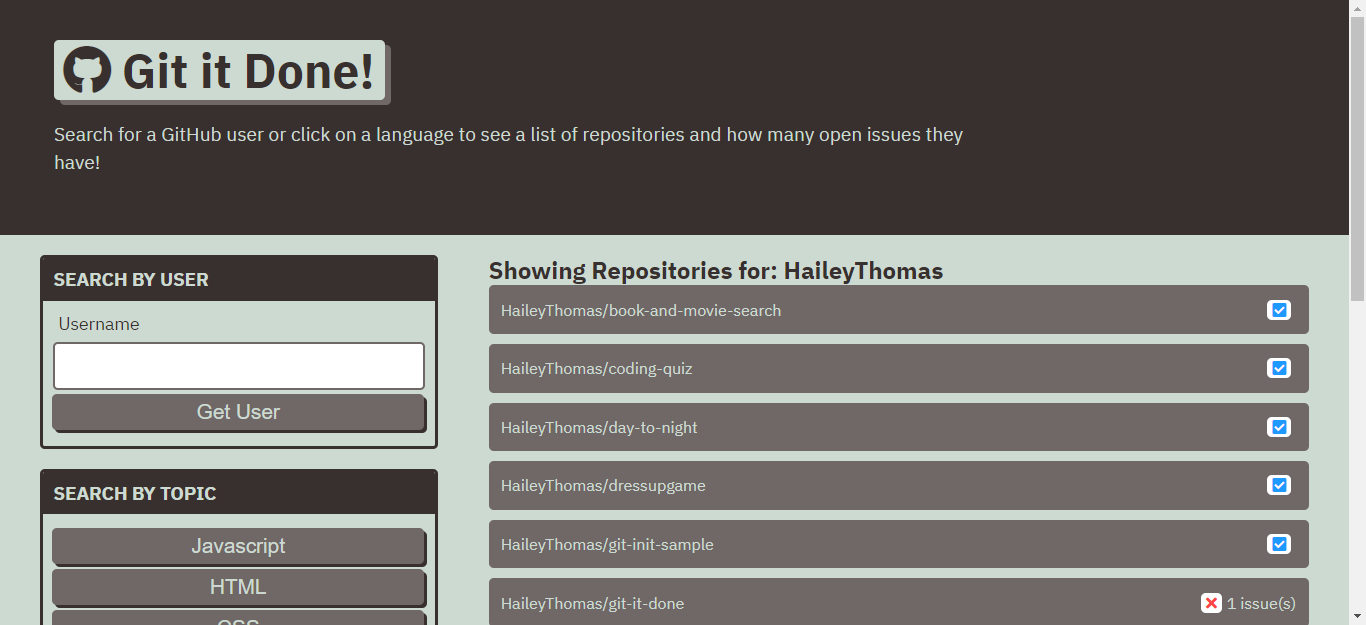 Git it Done!
Search for a GitHub user or click on a language to see a list of repositories and how many open issues they
have!
SEARCH BY USER
Username
Get User
SEARCH BY TOPIC
Javascript
HTML
CSS
Showing Repositories for: HaileyThomas
HaileyThomas/book-and-movie-search
HaileyThomas/coding-quiz
HaileyThomas/day-to-night
HaileyThomas/dressupgame
HaileyThomas/git-init-sample
HaileyThomas/git-it-done
1 issue(s)